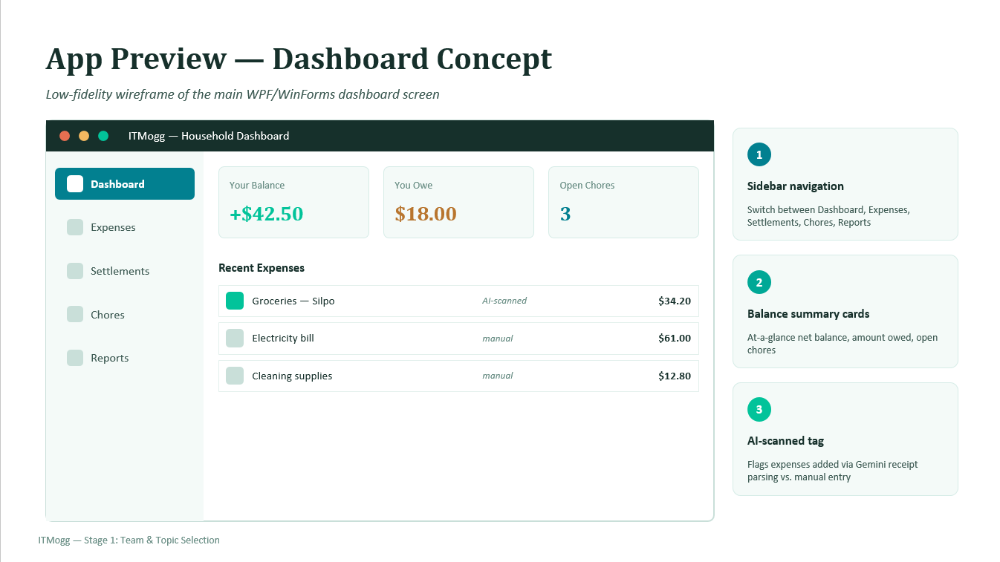 App Preview — Dashboard Concept
Low-fidelity wireframe of the main WPF/WinForms dashboard screen
ITMogg — Household Dashboard
Dashboard
Expenses
Settlements
Chores
Reports
Your Balance
+$42.50
You Owe
$18.00
Open Chores
3
Recent Expenses
Groceries — Silpo AI-scanned $34.20
Electricity bill manual $61.00
Cleaning supplies manual $12.80
1
Sidebar navigation
Switch between Dashboard, Expenses,
Settlements, Chores, Reports
2
Balance summary cards
At-a-glance net balance, amount owed, open
chores
3
AI-scanned tag
Flags expenses added via Gemini receipt
parsing vs. manual entry
ITMogg — Stage 1: Team & Topic Selection